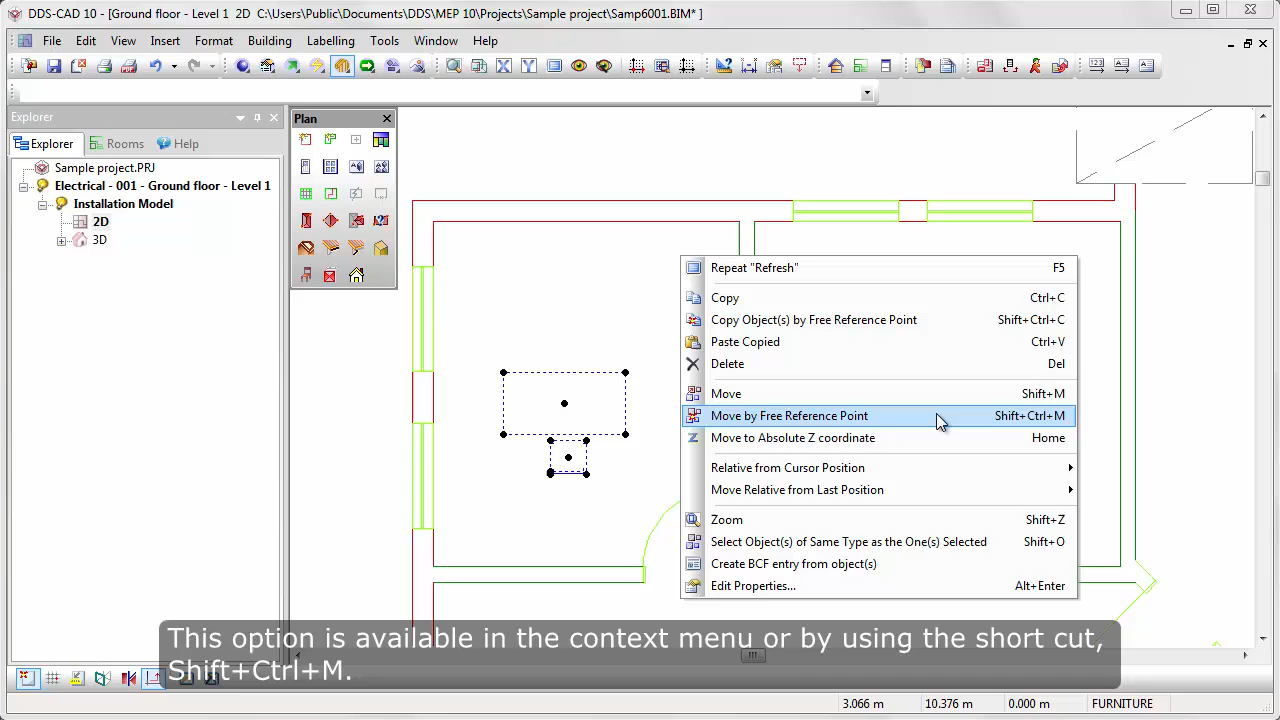 DDS-CAD 10 - [Ground floor - Level 1  2D  C:\Users\Public\Documents\DDS\MEP 10\Projects\Sample project\Samp6001.BIM* ]
File Edit View Insert Format Building Labelling Tools Window Help
Explorer
Plan
Explorer Rooms Help
Sample project.PRJ
Electrical - 001 - Ground floor - Level 1
Installation Model
2D
3D
Repeat "Refresh" F5
Copy Ctrl+C
Copy Object(s) by Free Reference Point Shift+Ctrl+C
Paste Copied Ctrl+V
Delete Del
Move Shift+M
Move by Free Reference Point Shift+Ctrl+M
Move to Absolute Z coordinate Home
Relative from Cursor Position
Move Relative from Last Position
Zoom Shift+Z
Select Object(s) of Same Type as the One(s) Selected Shift+O
Create BCF entry from object(s)
Edit Properties... Alt+Enter
This option is available in the context menu or by using the short cut,
Shift+Ctrl+M.
3.066 m 10.376 m 0.000 m FURNITURE